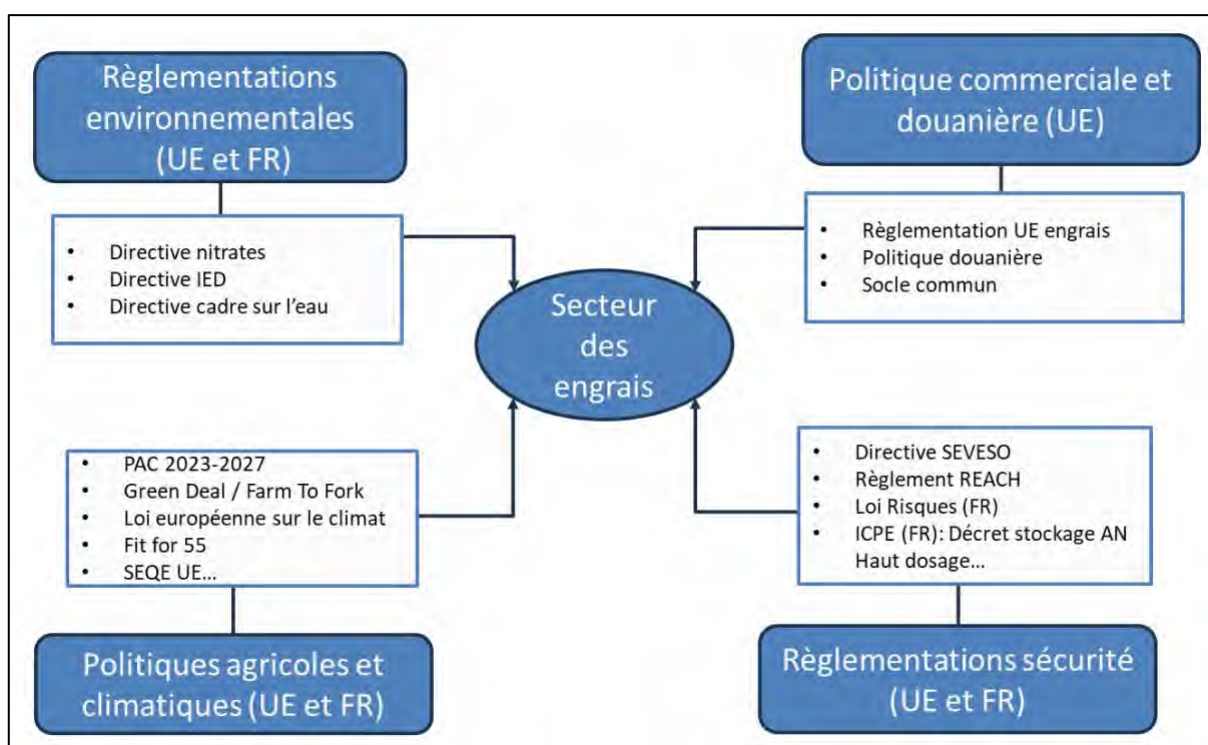 Règlementations
environnementales
(UE et FR)
• Directive nitrates
• Directive IED
• Directive cadre sur l'eau
Politique commerciale et
douanière (UE)
• Règlementation UE engrais
• Politique douanière
• Socle commun
Secteur
des
engrais
• PAC 2023-2027
• Green Deal / Farm To Fork
• Loi européenne sur le climat
• Fit for 55
• SEQE UE...
Politiques agricoles et
climatiques (UE et FR)
• Directive SEVESO
• Règlement REACH
• Loi Risques (FR)
• ICPE (FR): Décret stockage AN
Haut dosage...
Règlementations sécurité
(UE et FR)